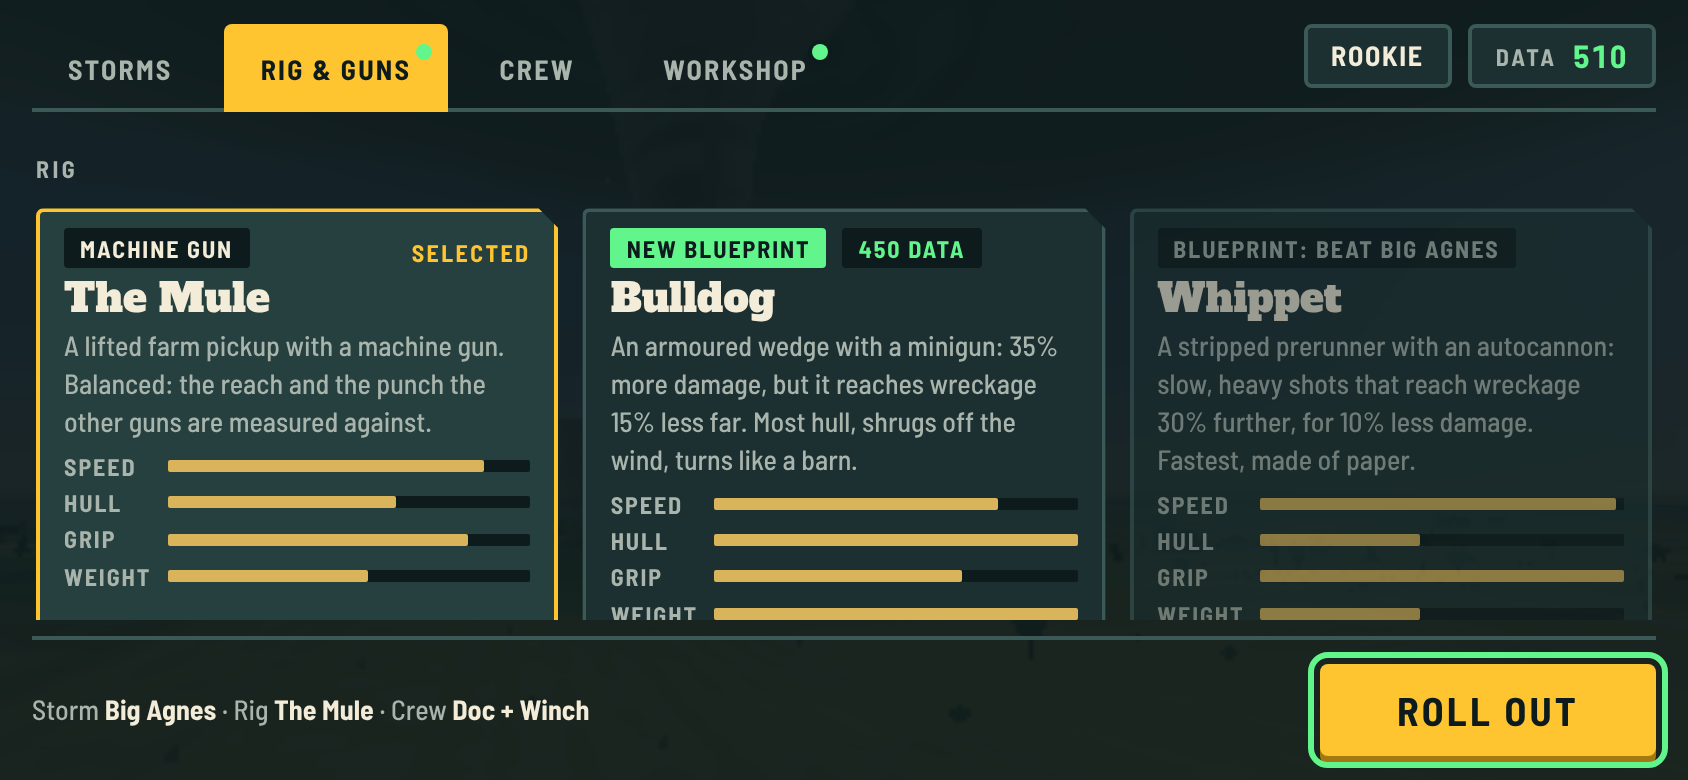 STORMS RIG & GUNS CREW WORKSHOP ROOKIE DATA 510
RIG
MACHINE GUN SELECTED
The Mule
A lifted farm pickup with a machine gun.
Balanced: the reach and the punch the
other guns are measured against.
SPEED
HULL
GRIP
WEIGHT
NEW BLUEPRINT 450 DATA
Bulldog
An armoured wedge with a minigun: 35%
more damage, but it reaches wreckage
15% less far. Most hull, shrugs off the
wind, turns like a barn.
SPEED
HULL
GRIP
WEIGHT
BLUEPRINT: BEAT BIG AGNES
Whippet
A stripped prerunner with an autocannon:
slow, heavy shots that reach wreckage
30% further, for 10% less damage.
Fastest, made of paper.
SPEED
HULL
GRIP
WEIGHT
Storm Big Agnes · Rig The Mule · Crew Doc + Winch
ROLL OUT